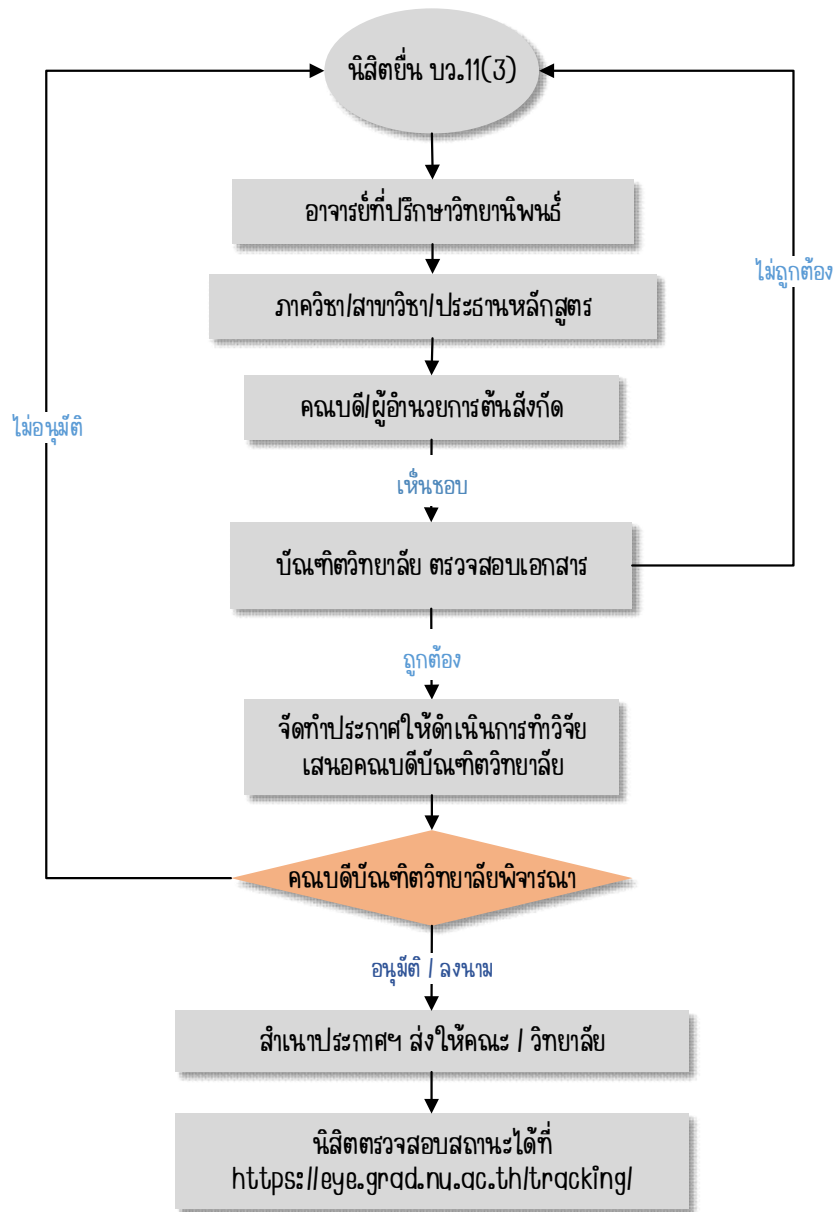 นิสิตยื่น บว.11(3)
อาจารย์ที่ปรึกษาวิทยานิพนธ์
ไม่ถูกต้อง
ภาควิชา/สาขาวิชา/ประธานหลักสูตร
คณบดี/ผู้อำนวยการต้นสังกัด
ไม่อนุมัติ
เห็นชอบ
บัณฑิตวิทยาลัย ตรวจสอบเอกสาร
ถูกต้อง
จัดทำประกาศให้ดำเนินการทำวิจัย
เสนอคณบดีบัณฑิตวิทยาลัย
คณบดีบัณฑิตวิทยาลัยพิจารณา
อนุมัติ / ลงนาม
สำเนาประกาศฯ ส่งให้คณะ / วิทยาลัย
นิสิตตรวจสอบสถานะได้ที่
https://eye.grad.nu.ac.th/tracking/